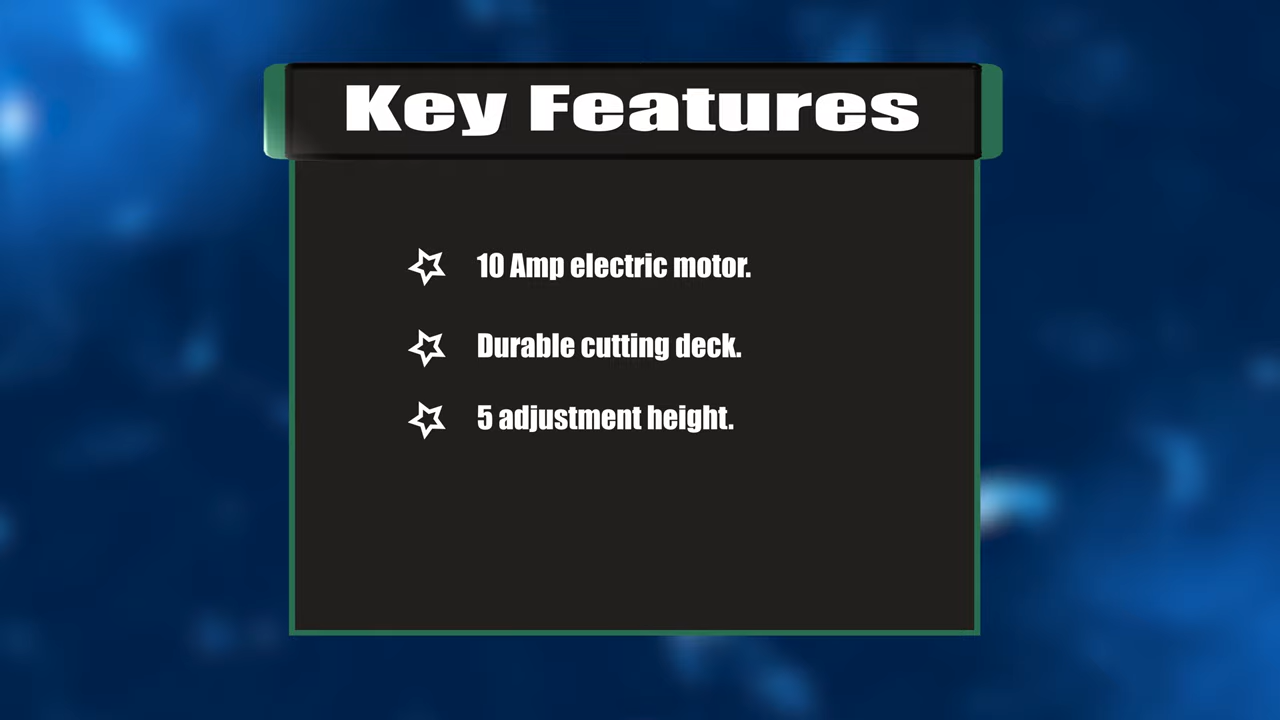 Key Features
10 Amp electric motor.
Durable cutting deck.
5 adjustment height.